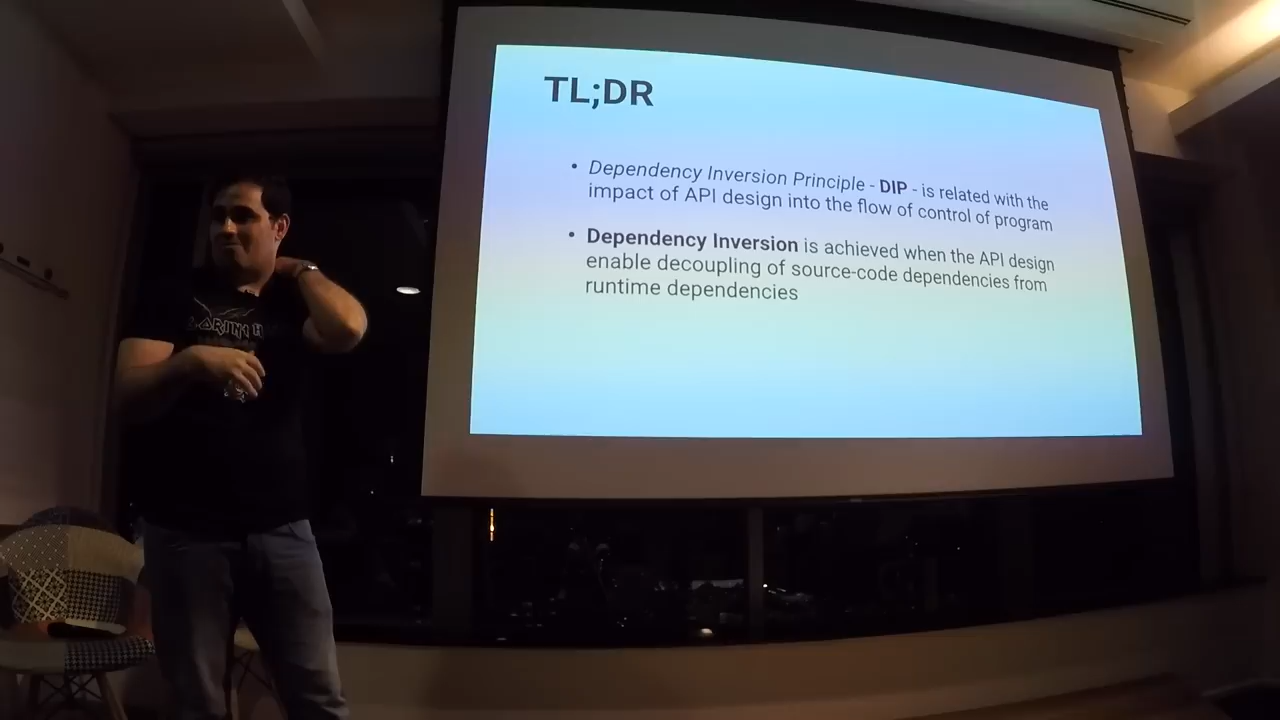 TL;DR
• Dependency Inversion Principle - DIP - is related with the
impact of API design into the flow of control of program
• Dependency Inversion is achieved when the API design
enable decoupling of source-code dependencies from
runtime dependencies